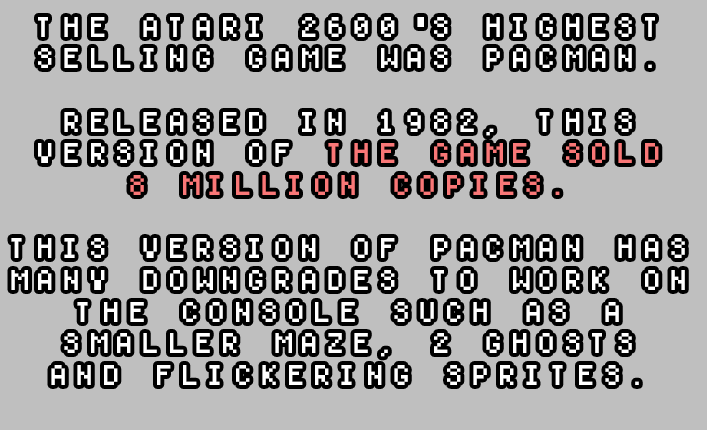 THE ATARI 2600'S HIGHEST
SELLING GAME WAS PACMAN.
RELEASED IN 1982, THIS
VERSION OF THE GAME SOLD
8 MILLION COPIES.
THIS VERSION OF PACMAN HAS
MANY DOWNGRADES TO WORK ON
THE CONSOLE SUCH AS A
SMALLER MAZE, 2 GHOSTS
AND FLICKERING SPRITES.